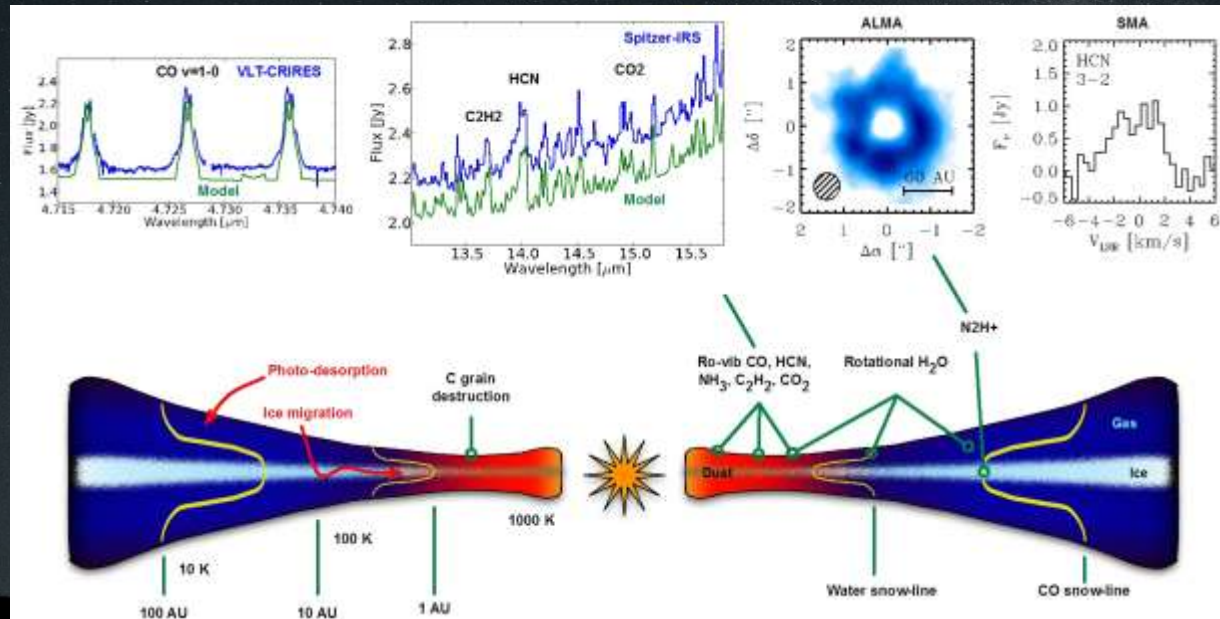 ALMA
SMA
CO v=1-0 VLT-CRIRES
Model
Flux [Jy]
2.4
2.2
2.0
1.8
1.6
1.4
4.715 4.720 4.725 4.730 4.735 4.740
Wavelength [μm]
Spitzer-IRS
HCN
CO2
C2H2
Model
Flux [Jy]
2.8
2.6
2.4
2.2
2.0
13.5 14.0 14.5 15.0 15.5
Wavelength [μm]
Δδ ["]
2
1
0
-1
-2
60 AU
2 1 0 -1 -2
Δα ["]
HCN
3-2
Fν [Jy]
2.0
1.5
1.0
0.5
0.0
-0.5
-6 -4 -2 0 2 4 6
VLSR [km/s]
N2H+
Ro-vib CO, HCN,
NH₃, C₂H₂, CO₂
Rotational H₂O
Photo-desorption
Ice migration
C grain
destruction
Gas
Dust
Ice
1000 K
100 K
10 K
100 AU
10 AU
1 AU
Water snow-line
CO snow-line